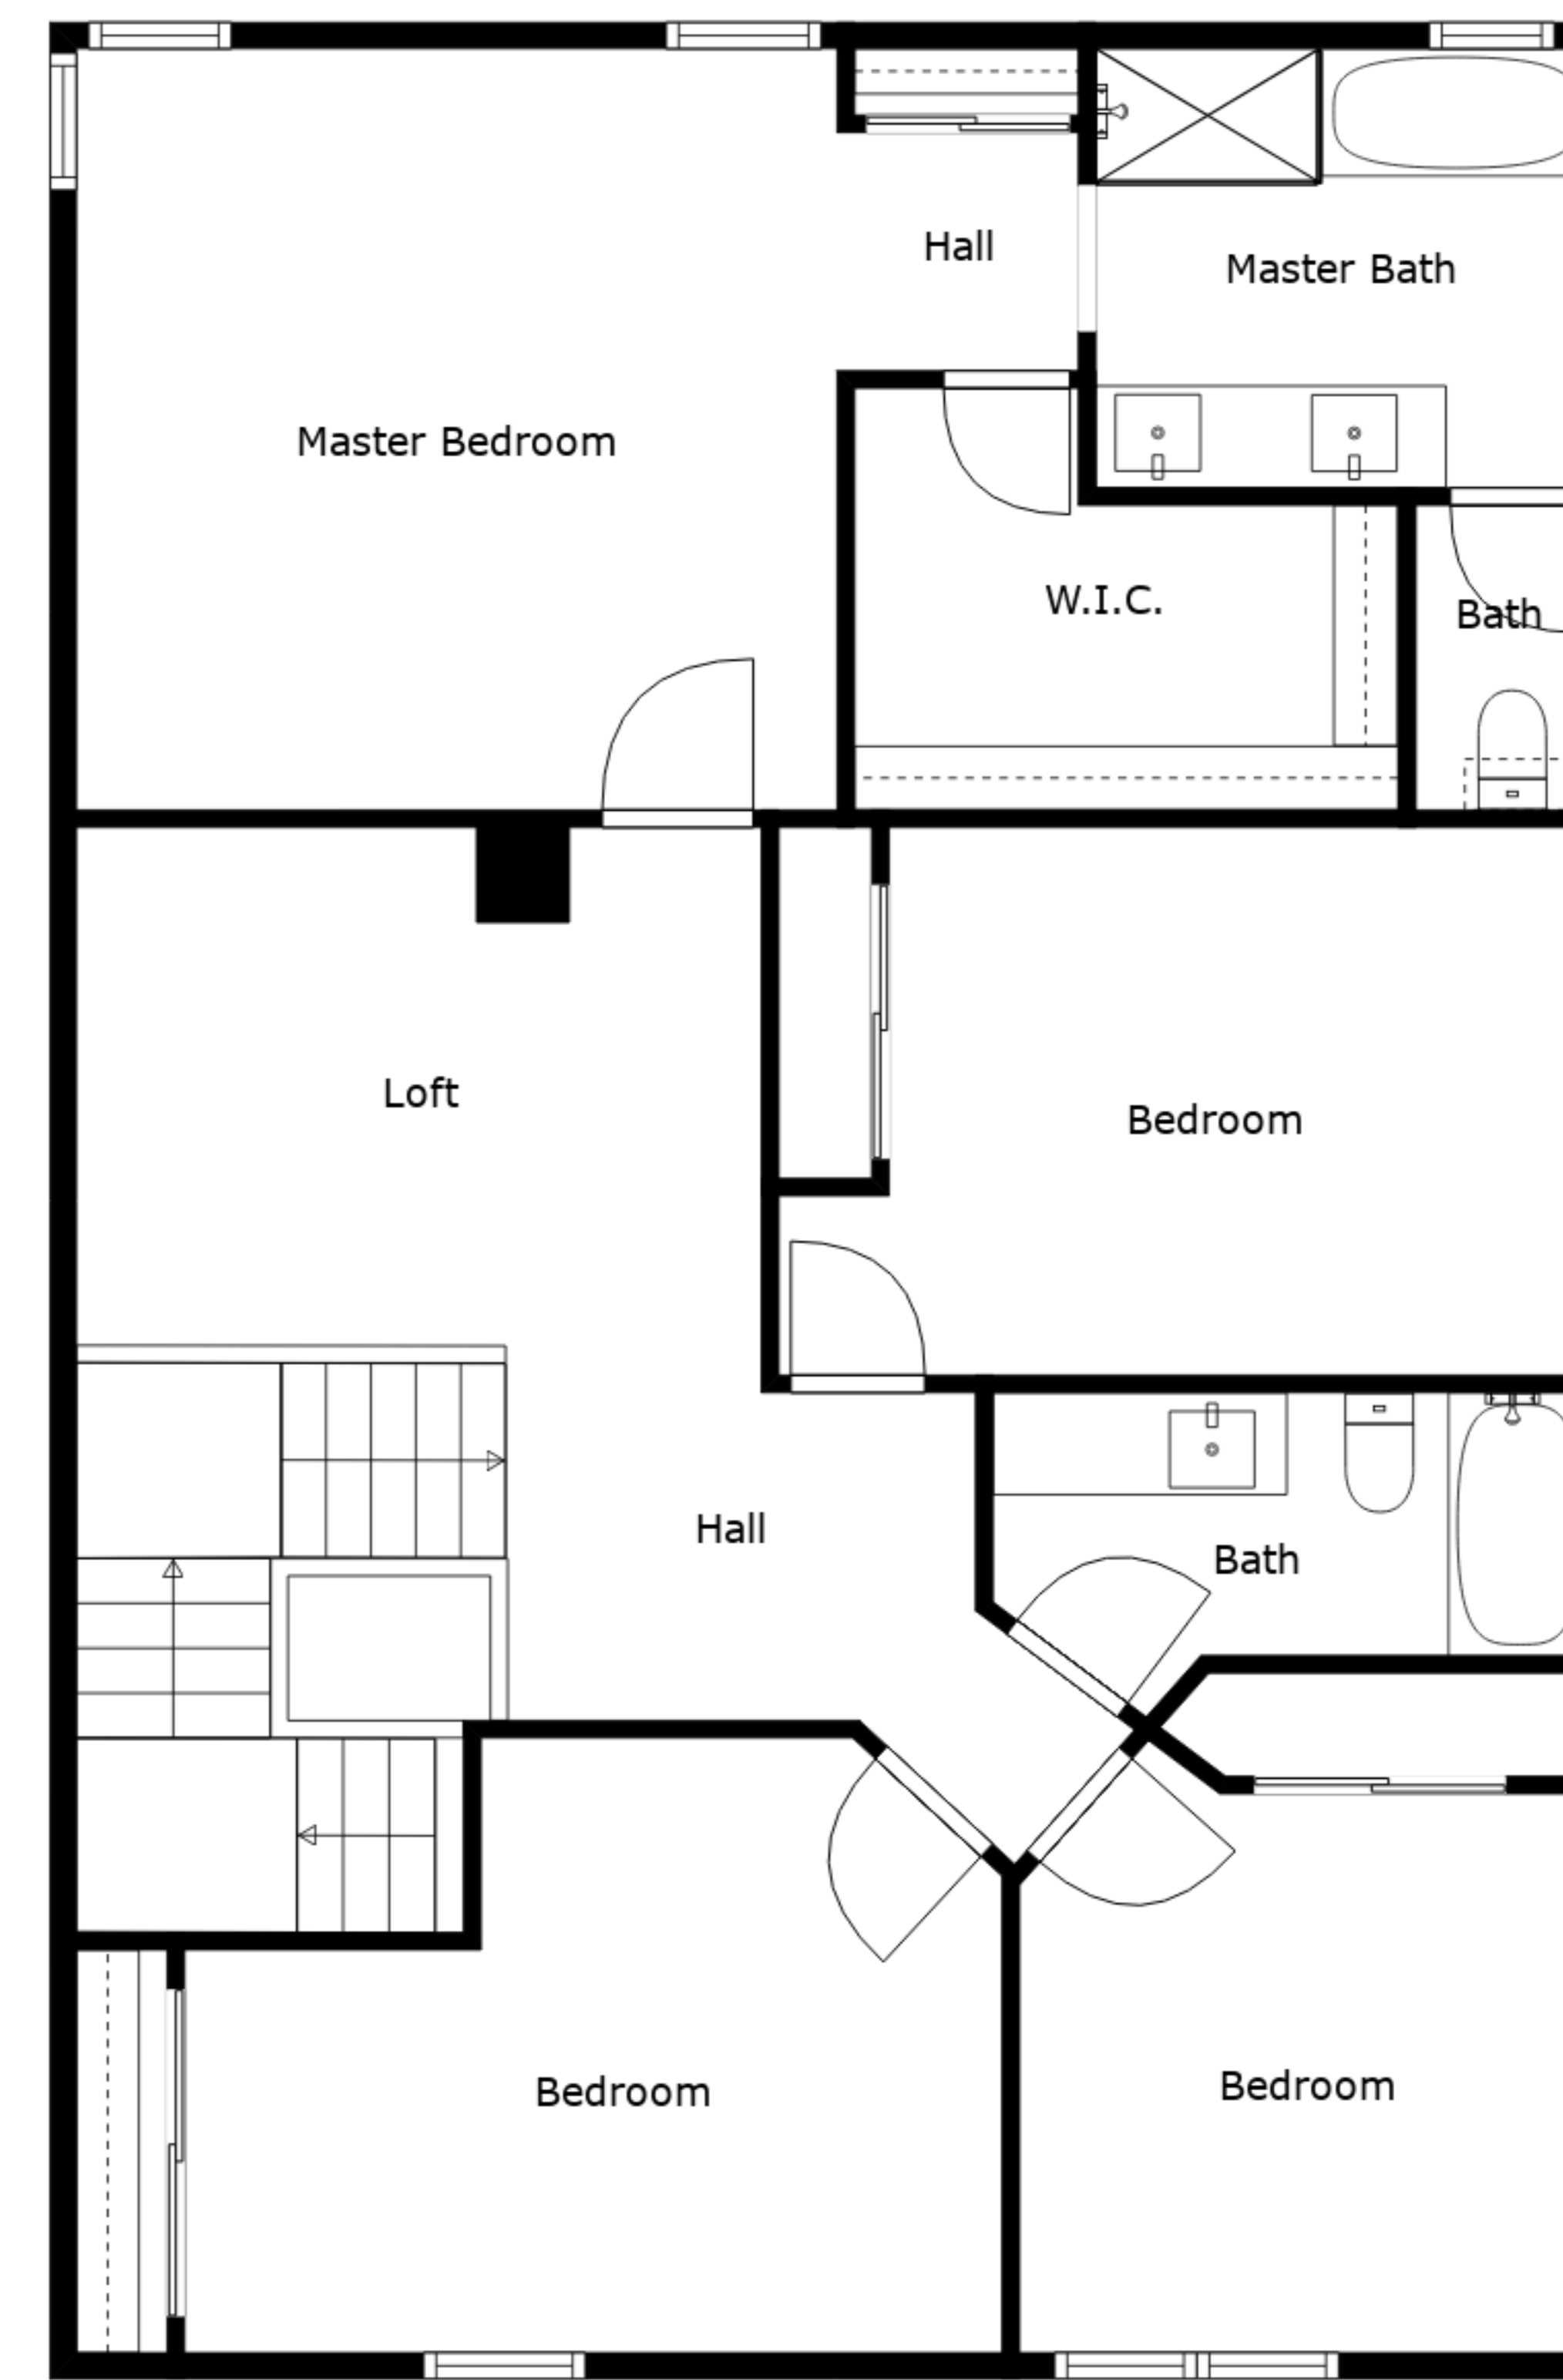 Hall
Master Bath
Master Bedroom
W.I.C.
Bath
Loft
Bedroom
Hall
Bath
Bedroom
Bedroom